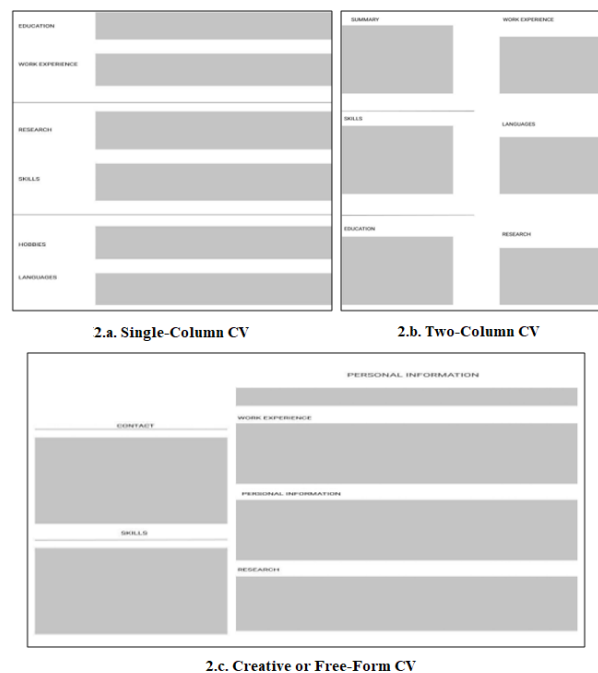 EDUCATION
WORK EXPERIENCE
RESEARCH
SKILLS
HOBBIES
LANGUAGES
2.a. Single-Column CV
SUMMARY
WORK EXPERIENCE
SKILLS
LANGUAGES
EDUCATION
RESEARCH
2.b. Two-Column CV
PERSONAL INFORMATION
CONTACT
SKILLS
WORK EXPERIENCE
PERSONAL INFORMATION
RESEARCH
2.c. Creative or Free-Form CV